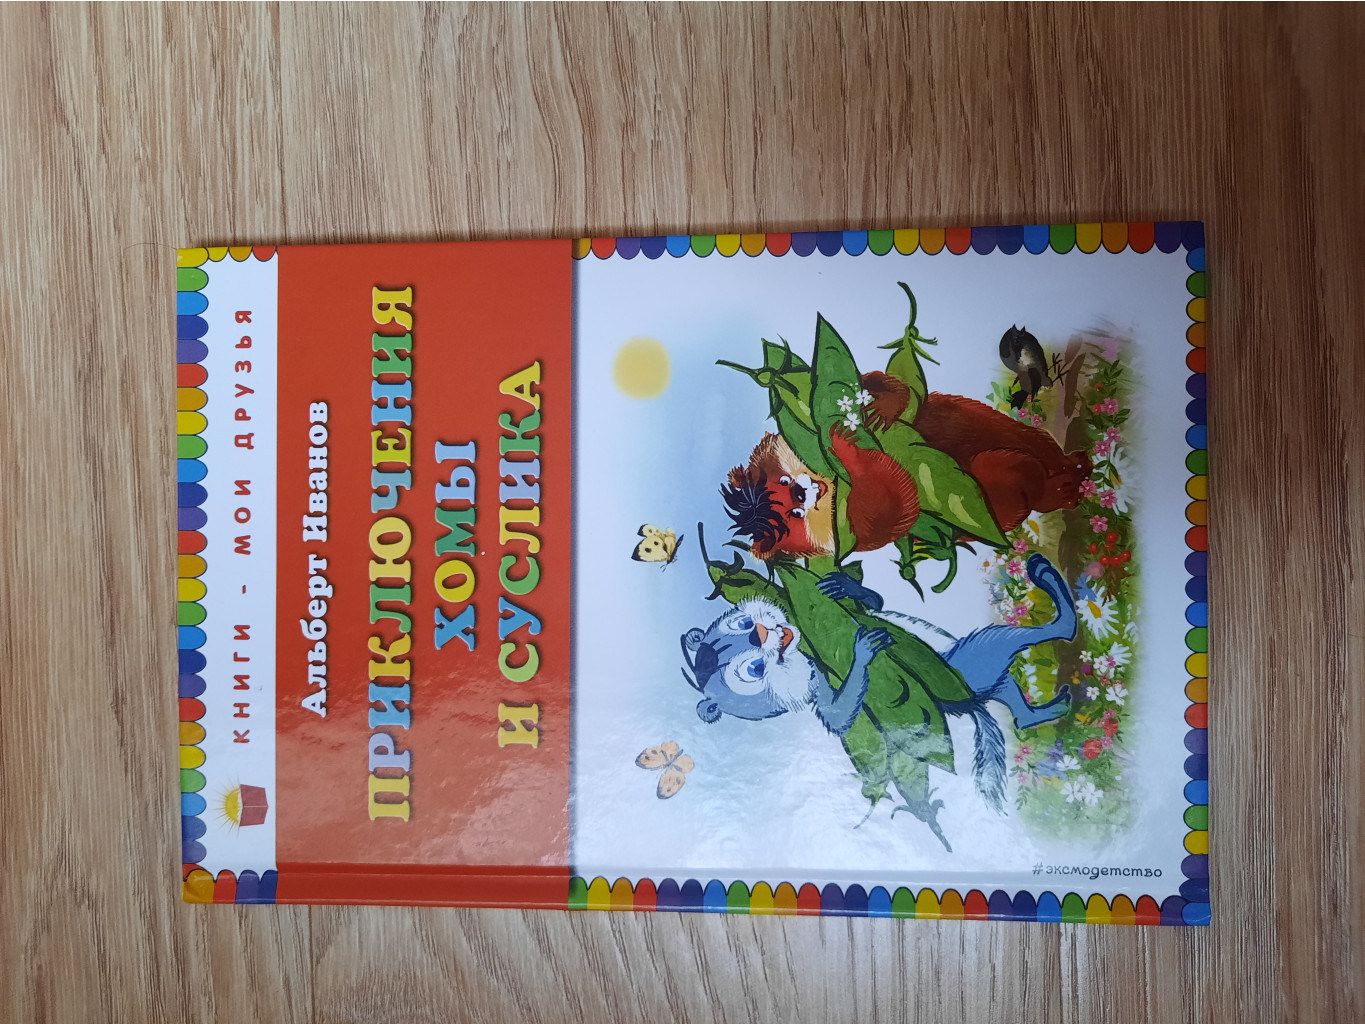 КНИГИ - МОИ ДРУЗЬЯ
Альберт Иванов
ПРИКЛЮЧЕНИЯ
ХОМЫ
И СУСЛИКА
#эксмодетство